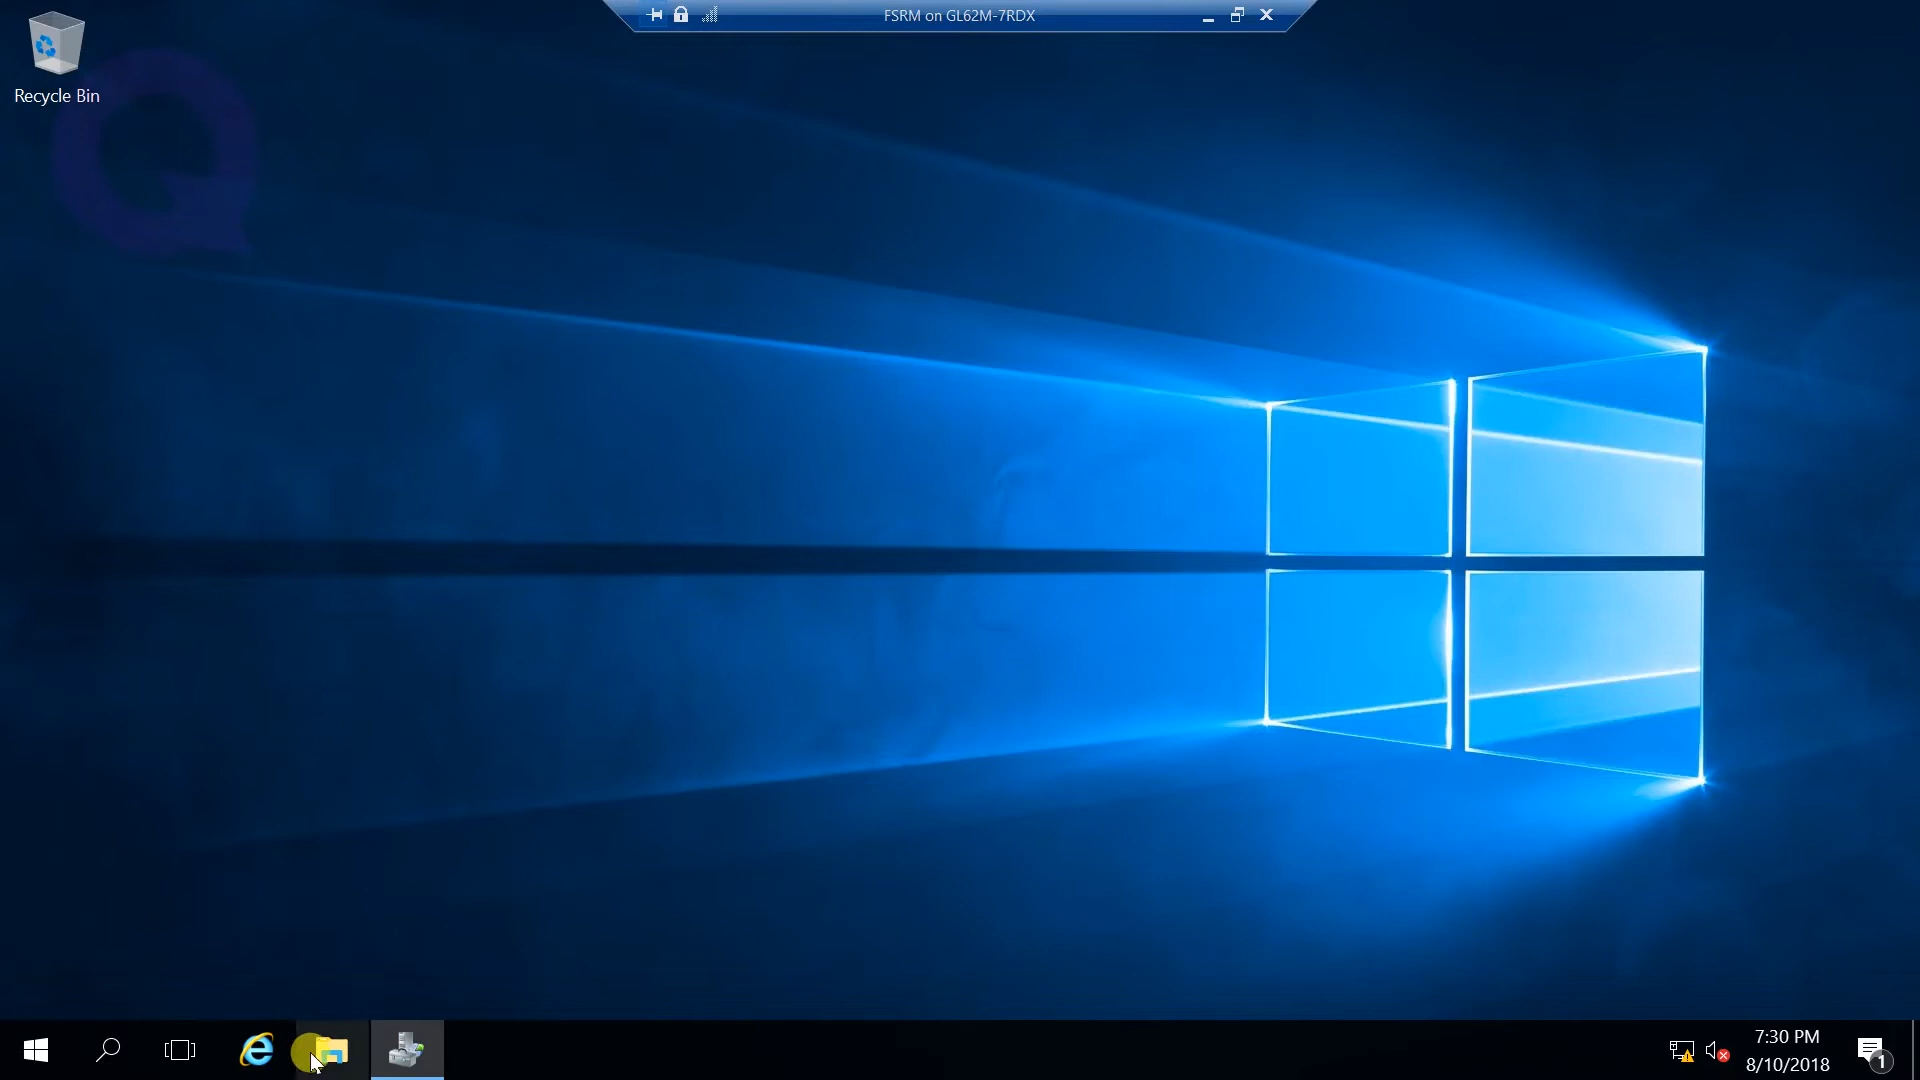 FSRM on GL62M-7RDX
Recycle Bin
7:30 PM
8/10/2018
1